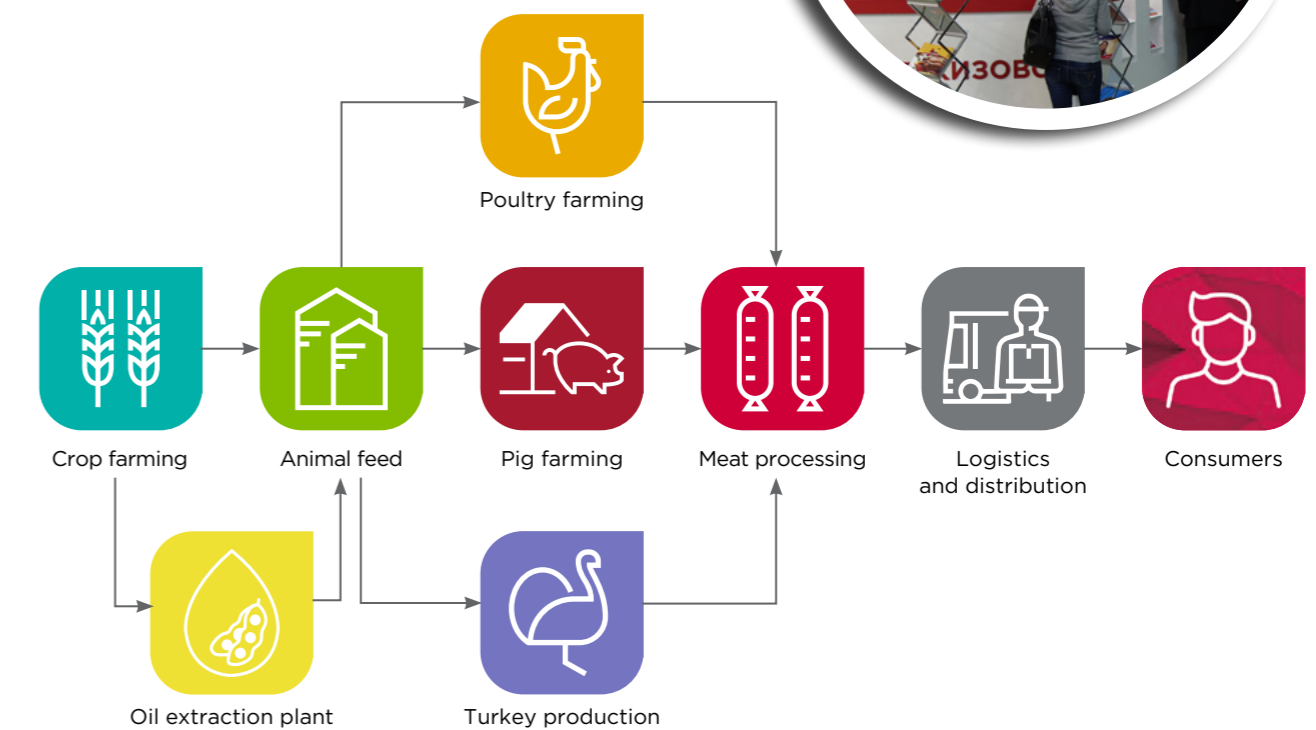 Poultry farming
Crop farming
Animal feed
Pig farming
Meat processing
Logistics
and distribution
Consumers
Oil extraction plant
Turkey production